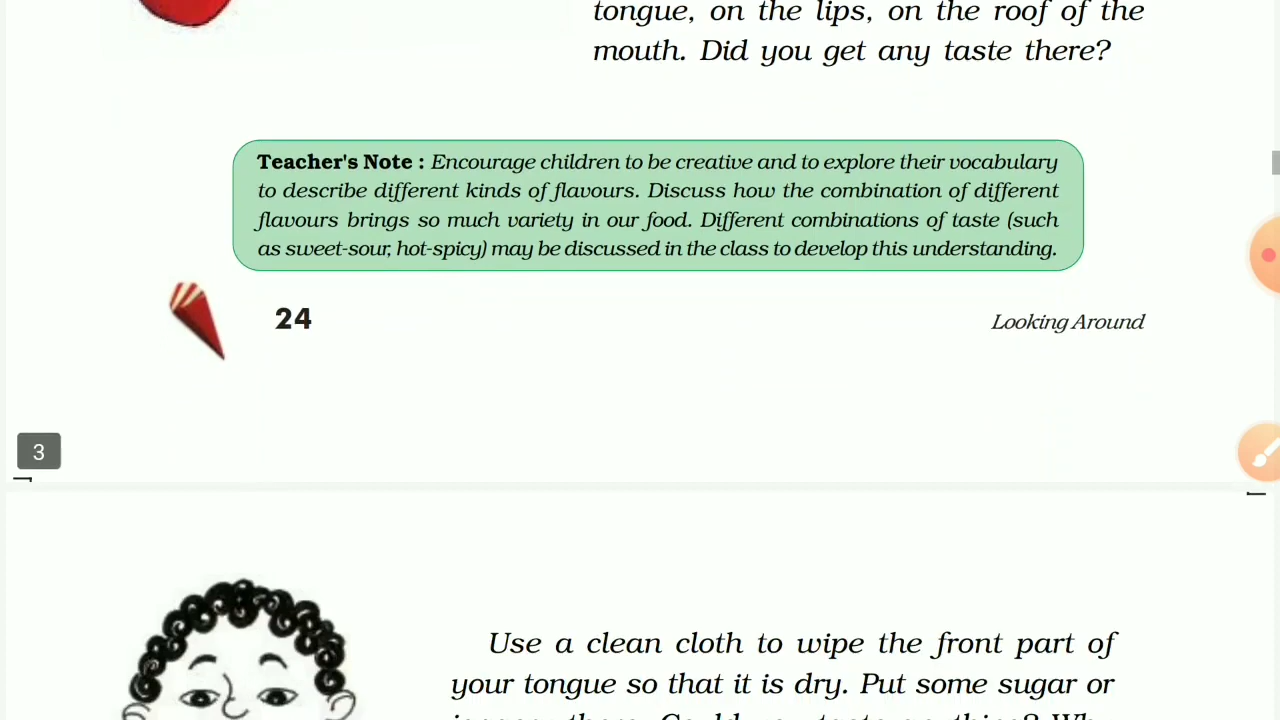 tongue, on the lips, on the roof of the
mouth. Did you get any taste there?
Teacher's Note : Encourage children to be creative and to explore their vocabulary
to describe different kinds of flavours. Discuss how the combination of different
flavours brings so much variety in our food. Different combinations of taste (such
as sweet-sour, hot-spicy) may be discussed in the class to develop this understanding.
24
Looking Around
3
Use a clean cloth to wipe the front part of
your tongue so that it is dry. Put some sugar or